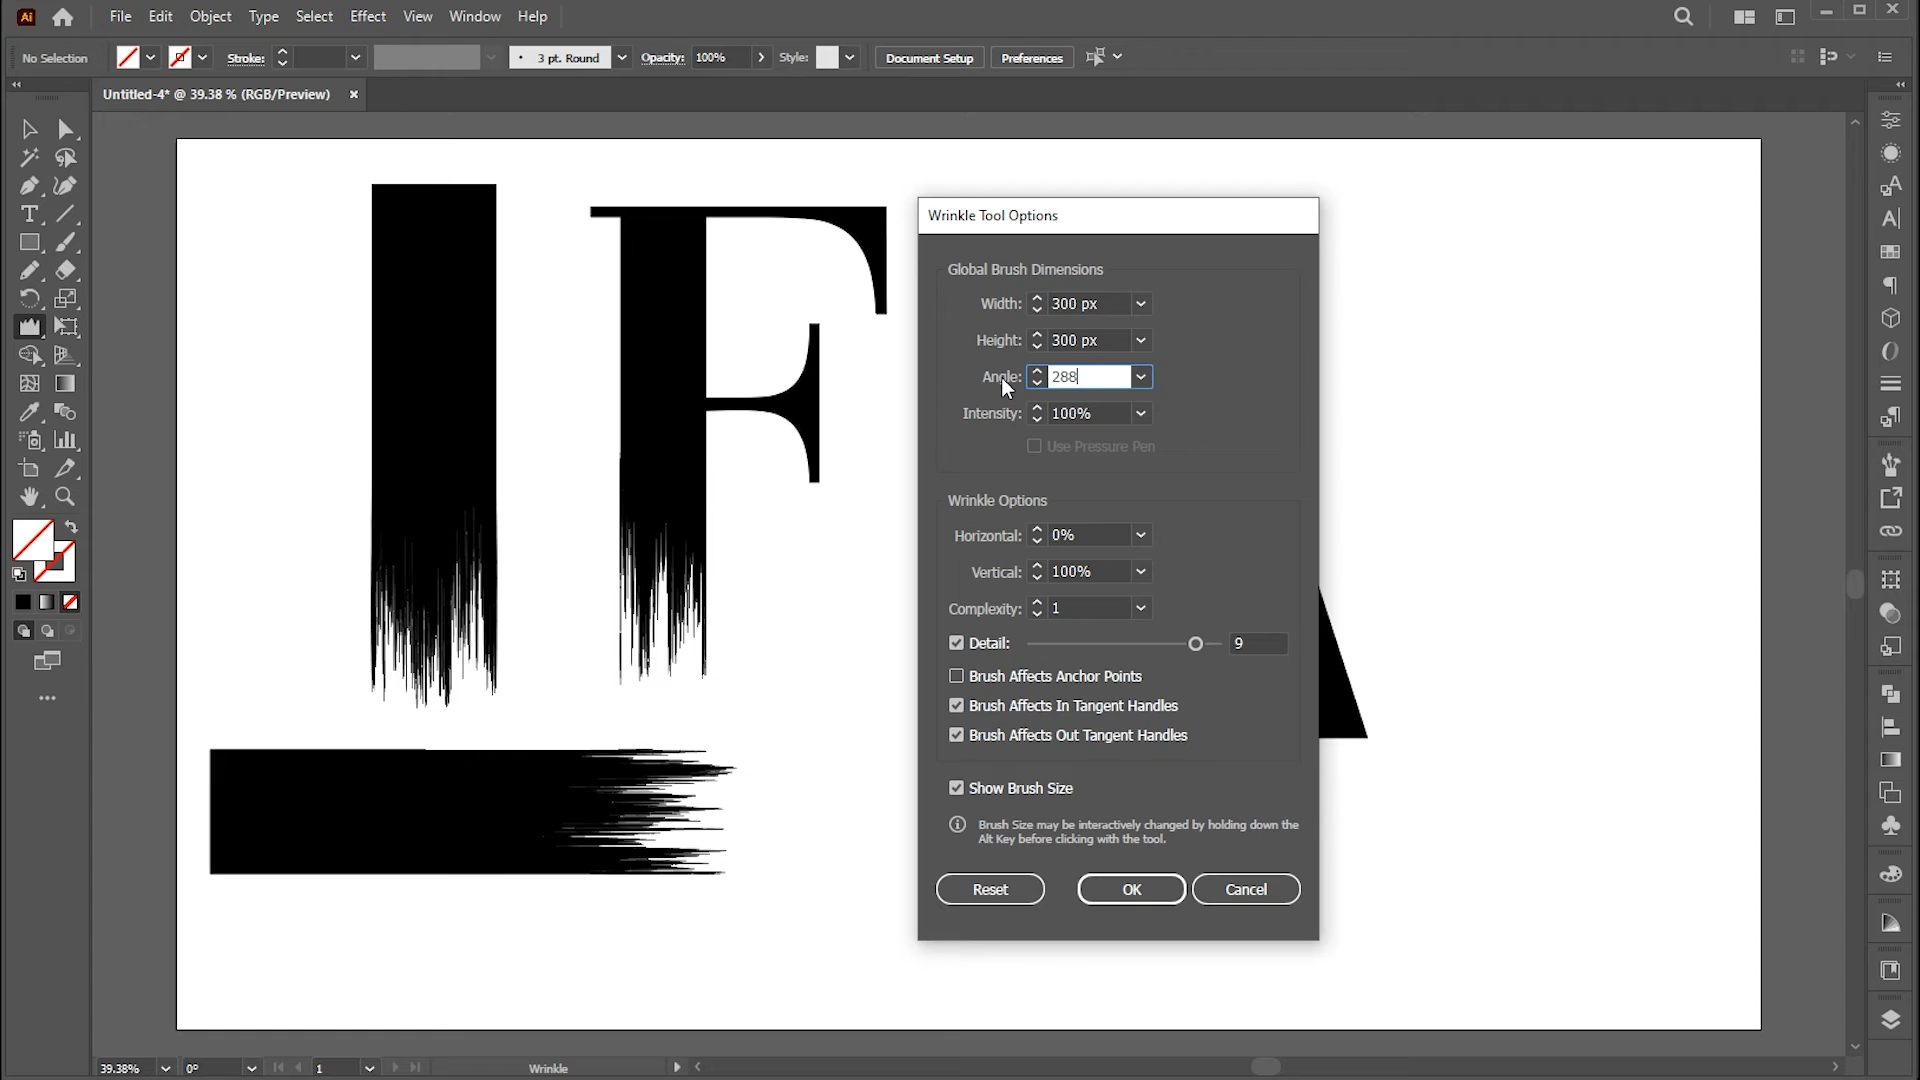 Ai File Edit Object Type Select Effect View Window Help
No Selection Stroke: 3 pt. Round Opacity: 100% Style: Document Setup Preferences
Untitled-4* @ 39.38 % (RGB/Preview)
F
Wrinkle Tool Options
Global Brush Dimensions
Width: 300 px
Height: 300 px
Angle: 288
Intensity: 100%
Use Pressure Pen
Wrinkle Options
Horizontal: 0%
Vertical: 100%
Complexity: 1
Detail: 9
Brush Affects Anchor Points
Brush Affects In Tangent Handles
Brush Affects Out Tangent Handles
Show Brush Size
Brush Size may be interactively changed by holding down the
Alt Key before clicking with the tool.
Reset OK Cancel
39.38% 0° 1 Wrinkle